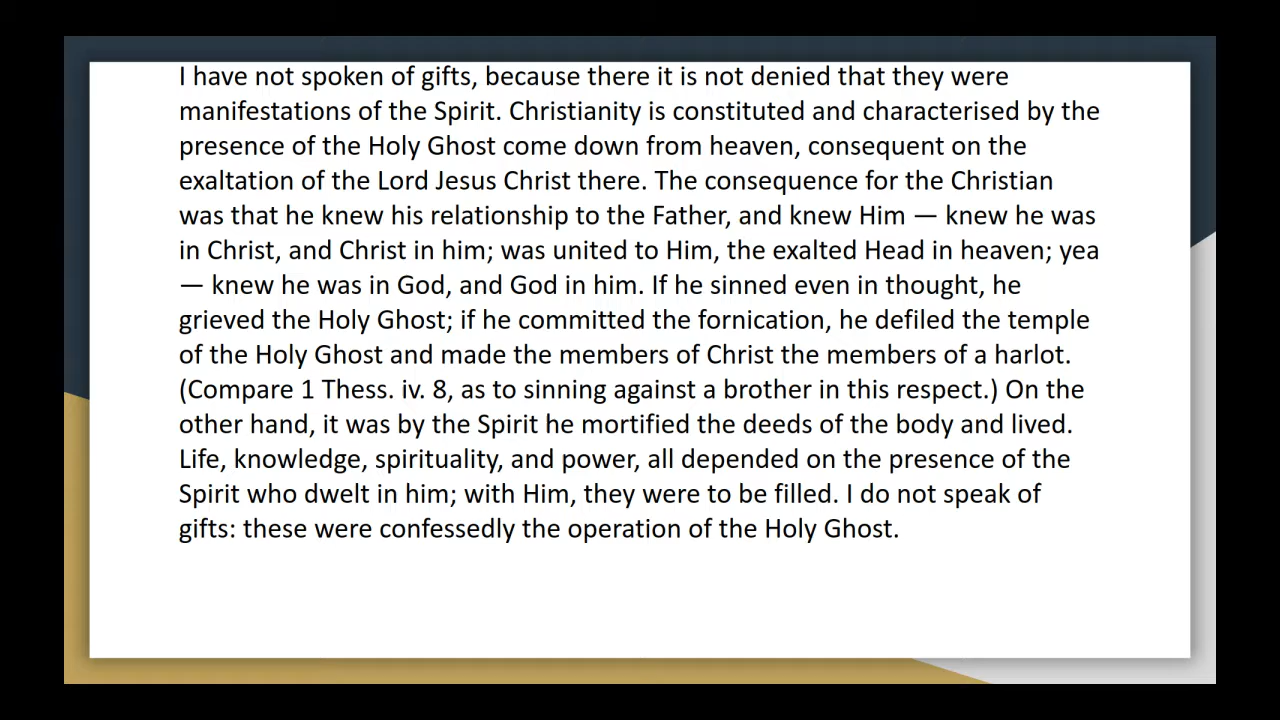 I have not spoken of gifts, because there it is not denied that they were
manifestations of the Spirit. Christianity is constituted and characterised by the
presence of the Holy Ghost come down from heaven, consequent on the
exaltation of the Lord Jesus Christ there. The consequence for the Christian
was that he knew his relationship to the Father, and knew Him — knew he was
in Christ, and Christ in him; was united to Him, the exalted Head in heaven; yea
— knew he was in God, and God in him. If he sinned even in thought, he
grieved the Holy Ghost; if he committed the fornication, he defiled the temple
of the Holy Ghost and made the members of Christ the members of a harlot.
(Compare 1 Thess. iv. 8, as to sinning against a brother in this respect.) On the
other hand, it was by the Spirit he mortified the deeds of the body and lived.
Life, knowledge, spirituality, and power, all depended on the presence of the
Spirit who dwelt in him; with Him, they were to be filled. I do not speak of
gifts: these were confessedly the operation of the Holy Ghost.